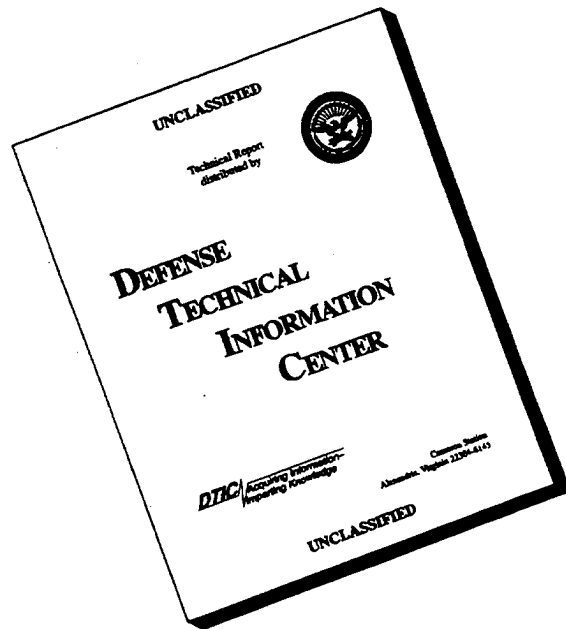 UNCLASSIFIED
Technical Report
distributed by
DEFENSE
TECHNICAL
INFORMATION
CENTER
DTIC
Acquiring Information–
Imparting Knowledge
Cameron Station
Alexandria, Virginia 22304-6145
UNCLASSIFIED